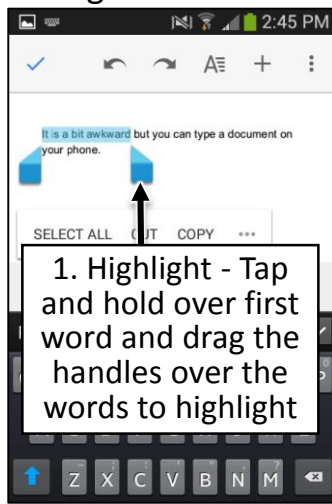 2:45 PM
It is a bit awkward but you can type a document on
your phone.
SELECT ALL CUT COPY
1. Highlight - Tap
and hold over first
word and drag the
handles over the
words to highlight
Z X C V B N M